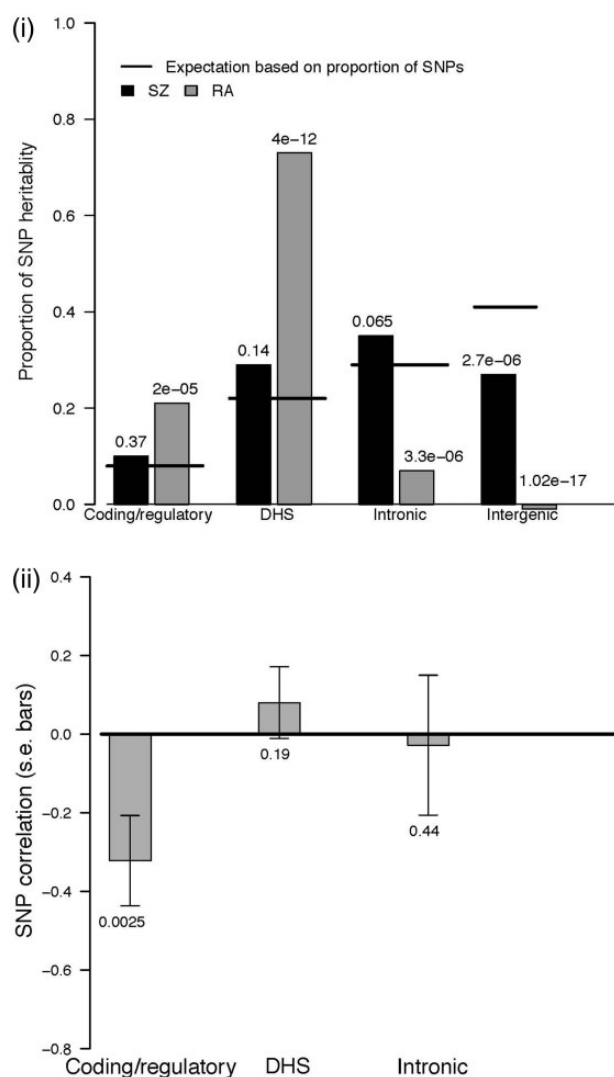 (i)
Proportion of SNP heritablity
1.0
0.8
0.6
0.4
0.2
0.0
Expectation based on proportion of SNPs
SZ RA
0.37
2e−05
0.14
4e−12
0.065
3.3e−06
2.7e−06
1.02e−17
Coding/regulatory DHS Intronic Intergenic
(ii)
SNP correlation (s.e. bars)
0.4
0.2
0.0
−0.2
−0.4
−0.6
−0.8
0.0025
0.19
0.44
Coding/regulatory DHS Intronic